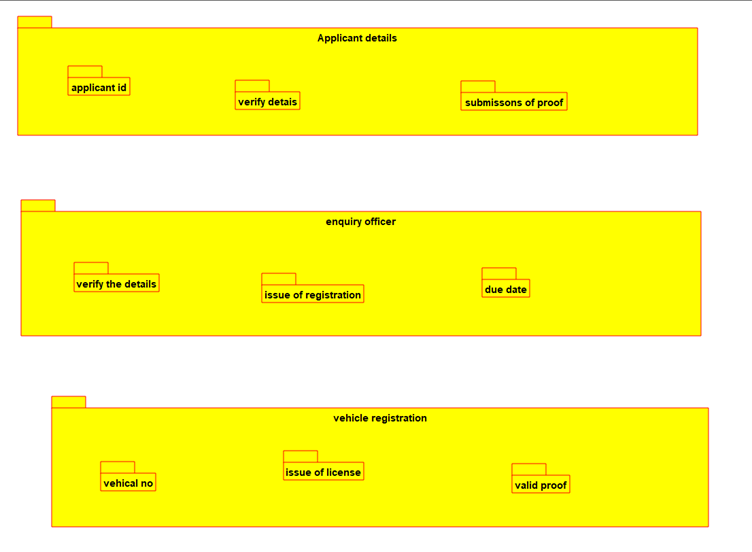 Applicant details
applicant id
verify detais
submissons of proof
enquiry officer
verify the details
issue of registration
due date
vehicle registration
vehical no
issue of license
valid proof